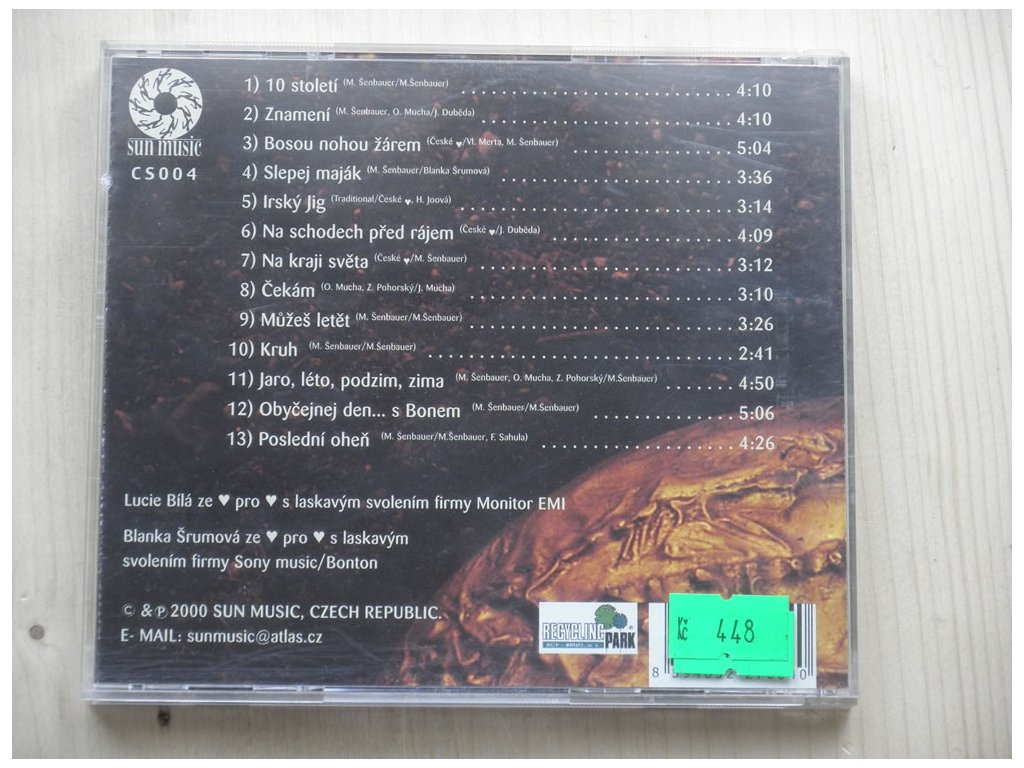 sun music
CS004
1) 10 století (M. Šenbauer/M.Šenbauer) 4:10
2) Znamení (M. Šenbauer, O. Mucha/J. Duběda) 4:10
3) Bosou nohou žárem (České ♥/Vl. Merta, M. Šenbauer) 5:04
4) Slepej maják (M. Šenbauer/Blanka Šrumová) 3:36
5) Irský Jig (Traditional/České ♥, H. Joová) 3:14
6) Na schodech před rájem (České ♥/J. Duběda) 4:09
7) Na kraji světa (České ♥/M. Šenbauer) 3:12
8) Čekám (O. Mucha, Z. Pohorský/J. Mucha) 3:10
9) Můžeš letět (M. Šenbauer/M.Šenbauer) 3:26
10) Kruh (M. Šenbauer/M.Šenbauer) 2:41
11) Jaro, léto, podzim, zima (M. Šenbauer, O. Mucha, Z. Pohorský/M.Šenbauer) 4:50
12) Obyčejnej den... s Bonem (M. Šenbauer/M.Šenbauer) 5:06
13) Poslední oheň (M. Šenbauer/M.Šenbauer, F. Sahula) 4:26
Lucie Bílá ze ♥ pro ♥ s laskavým svolením firmy Monitor EMI
Blanka Šrumová ze ♥ pro ♥ s laskavým
svolením firmy Sony music/Bonton
© & ℗ 2000 SUN MUSIC, CZECH REPUBLIC.
E- MAIL: sunmusic@atlas.cz
RECYCLING
PARK
Kč 448